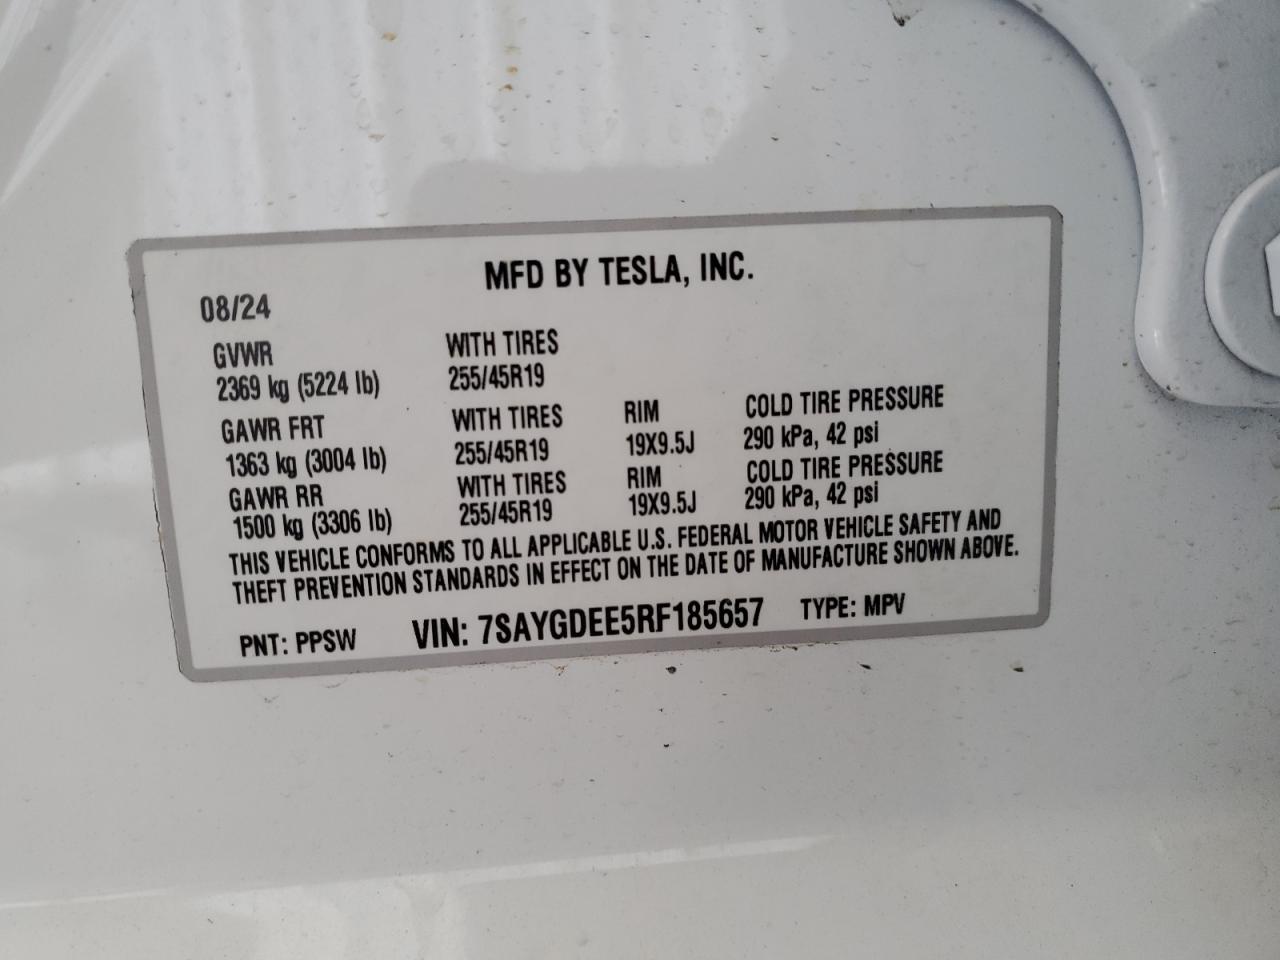 MFD BY TESLA, INC.
08/24
GVWR WITH TIRES
2369 kg (5224 lb) 255/45R19
GAWR FRT WITH TIRES RIM COLD TIRE PRESSURE
1363 kg (3004 lb) 255/45R19 19X9.5J 290 kPa, 42 psi
GAWR RR WITH TIRES RIM COLD TIRE PRESSURE
1500 kg (3306 lb) 255/45R19 19X9.5J 290 kPa, 42 psi
THIS VEHICLE CONFORMS TO ALL APPLICABLE U.S. FEDERAL MOTOR VEHICLE SAFETY AND
THEFT PREVENTION STANDARDS IN EFFECT ON THE DATE OF MANUFACTURE SHOWN ABOVE.
PNT: PPSW VIN: 7SAYGDEE5RF185657 TYPE: MPV